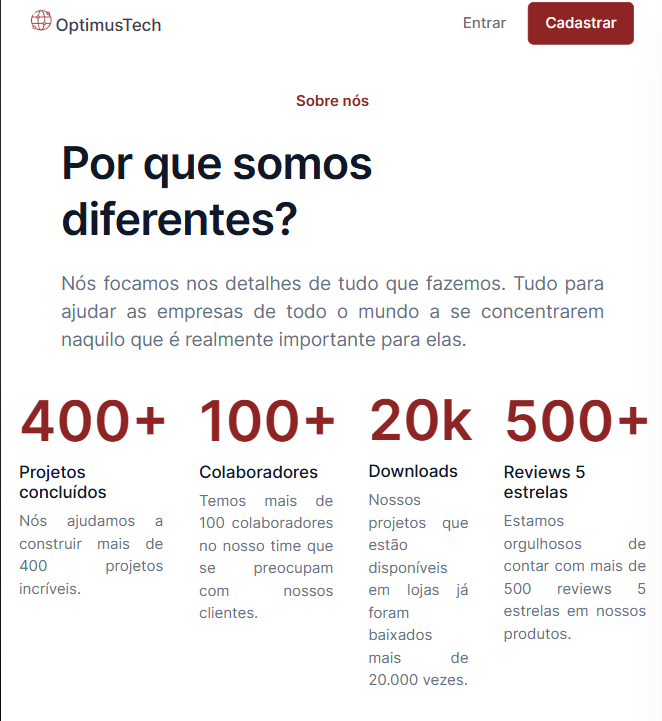 OptimusTech
Entrar
Cadastrar
Sobre nós
Por que somos
diferentes?
Nós focamos nos detalhes de tudo que fazemos. Tudo para
ajudar as empresas de todo o mundo a se concentrarem
naquilo que é realmente importante para elas.
400+
Projetos
concluídos
Nós ajudamos a
construir mais de
400 projetos
incríveis.
100+
Colaboradores
Temos mais de
100 colaboradores
no nosso time que
se preocupam
com nossos
clientes.
20k
Downloads
Nossos
projetos que
estão
disponíveis
em lojas já
foram
baixados
mais de
20.000 vezes.
500+
Reviews 5
estrelas
Estamos
orgulhosos de
contar com mais de
500 reviews 5
estrelas em nossos
produtos.